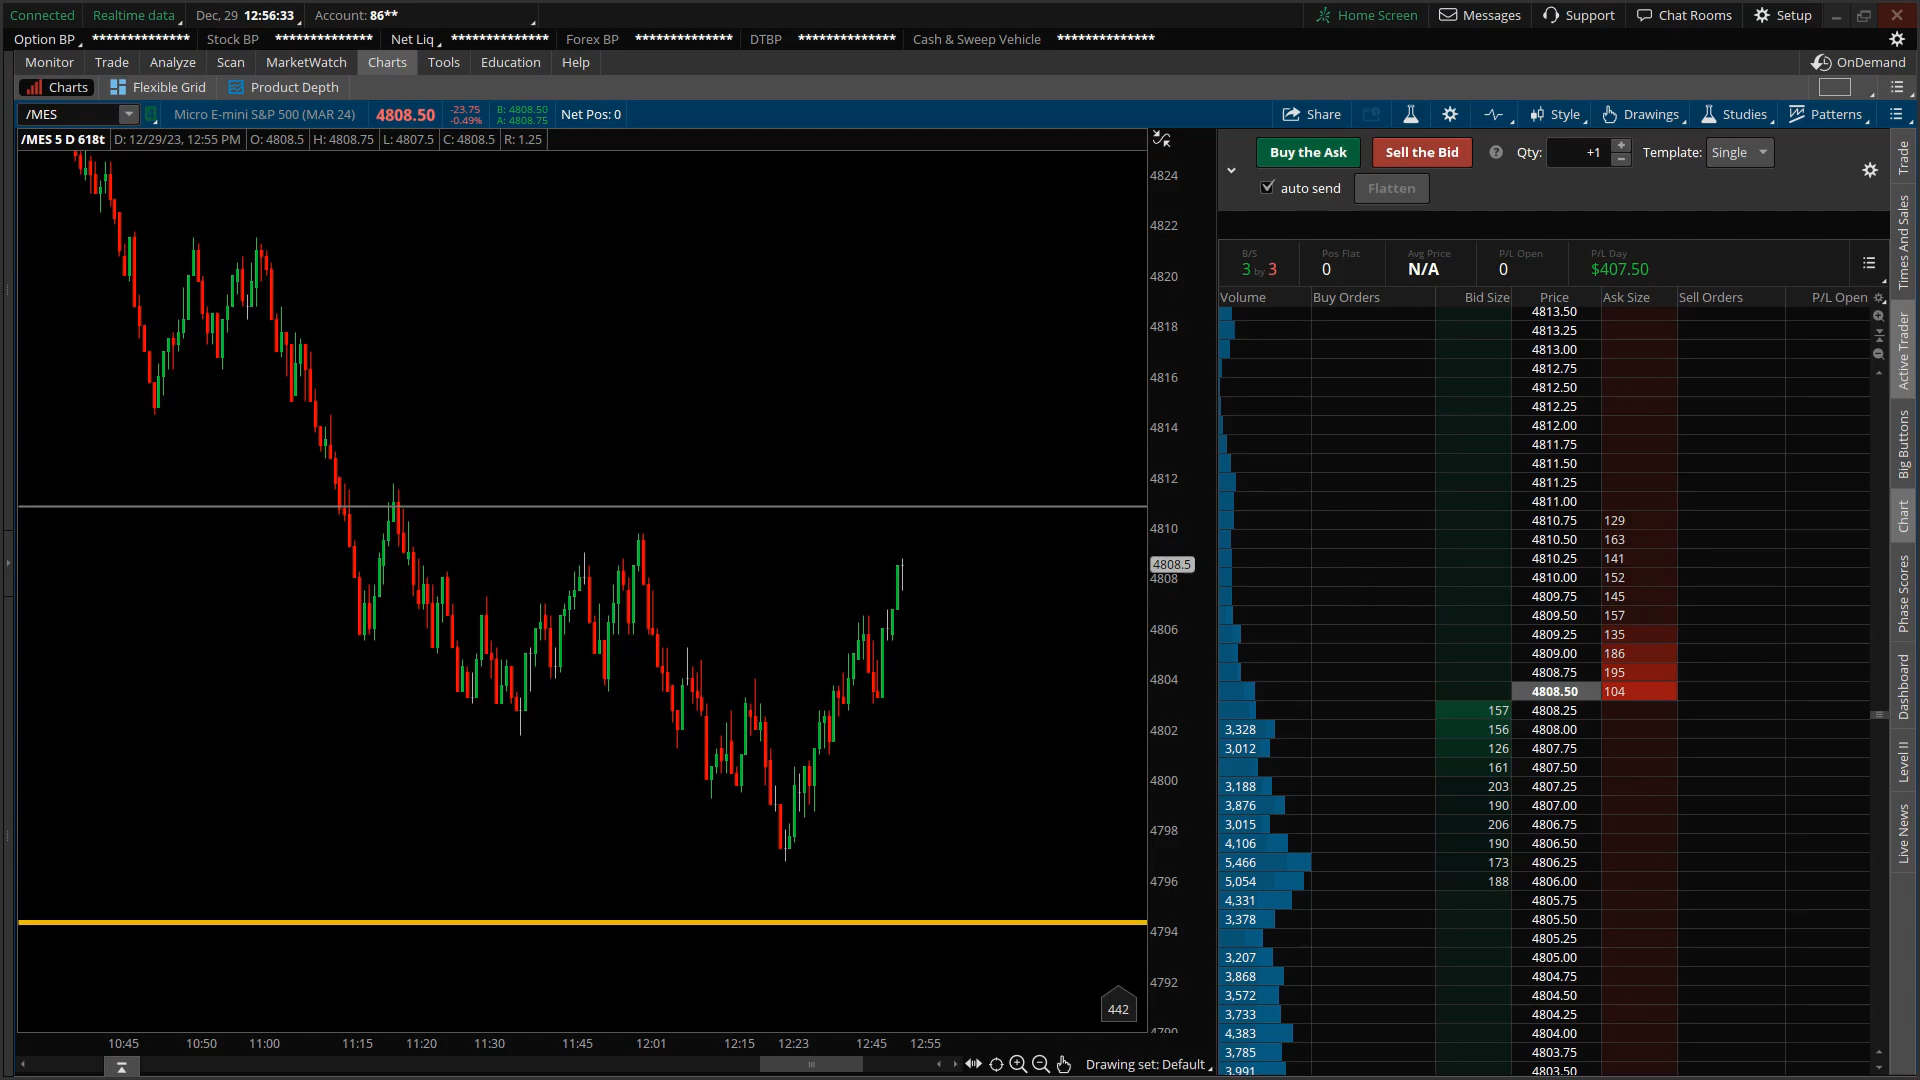 Connected Realtime data Dec, 29 12:56:33 Account: 86** Home Screen Messages Support Chat Rooms Setup
Option BP ************** Stock BP ************** Net Liq ************** Forex BP ************** DTBP ************** Cash & Sweep Vehicle **************
Monitor Trade Analyze Scan MarketWatch Charts Tools Education Help OnDemand
Charts Flexible Grid Product Depth
/MES Micro E-mini S&P 500 (MAR 24) 4808.50 -23.75 -0.49% B: 4808.50 A: 4808.75 Net Pos: 0 Share Style Drawings Studies Patterns
/MES 5 D 618t D: 12/29/23, 12:55 PM O: 4808.5 H: 4808.75 L: 4807.5 C: 4808.5 R: 1.25
4824
4822
4820
4818
4816
4814
4812
4810
4808.5
4808
4806
4804
4802
4800
4798
4796
4794
4792
4790
442
10:45 10:50 11:00 11:15 11:20 11:30 11:45 12:01 12:15 12:23 12:45 12:55
Drawing set: Default
Buy the Ask Sell the Bid ? Qty: +1 Template: Single
auto send Flatten
B/S Pos Flat Avg Price P/L Open P/L Day
3 by 3 0 N/A 0 $407.50
Volume Buy Orders Bid Size Price Ask Size Sell Orders P/L Open
4813.50
4813.25
4813.00
4812.75
4812.50
4812.25
4812.00
4811.75
4811.50
4811.25
4811.00
4810.75 129
4810.50 163
4810.25 141
4810.00 152
4809.75 145
4809.50 157
4809.25 135
4809.00 186
4808.75 195
4808.50 104
157 4808.25
3,328 156 4808.00
3,012 126 4807.75
161 4807.50
3,188 203 4807.25
3,876 190 4807.00
3,015 206 4806.75
4,106 190 4806.50
5,466 173 4806.25
5,054 188 4806.00
4,331 4805.75
3,378 4805.50
4805.25
3,207 4805.00
3,868 4804.75
3,572 4804.50
3,733 4804.25
4,383 4804.00
3,785 4803.75
3,991 4803.50
Trade
Times And Sales
Active Trader
Big Buttons
Chart
Phase Scores
Dashboard
Level II
Live News